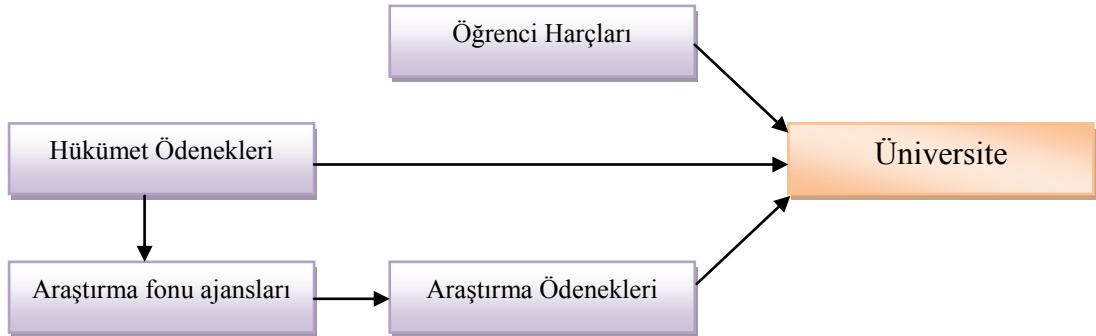 Öğrenci Harçları
Hükümet Ödenekleri
Üniversite
Araştırma fonu ajansları
Araştırma Ödenekleri